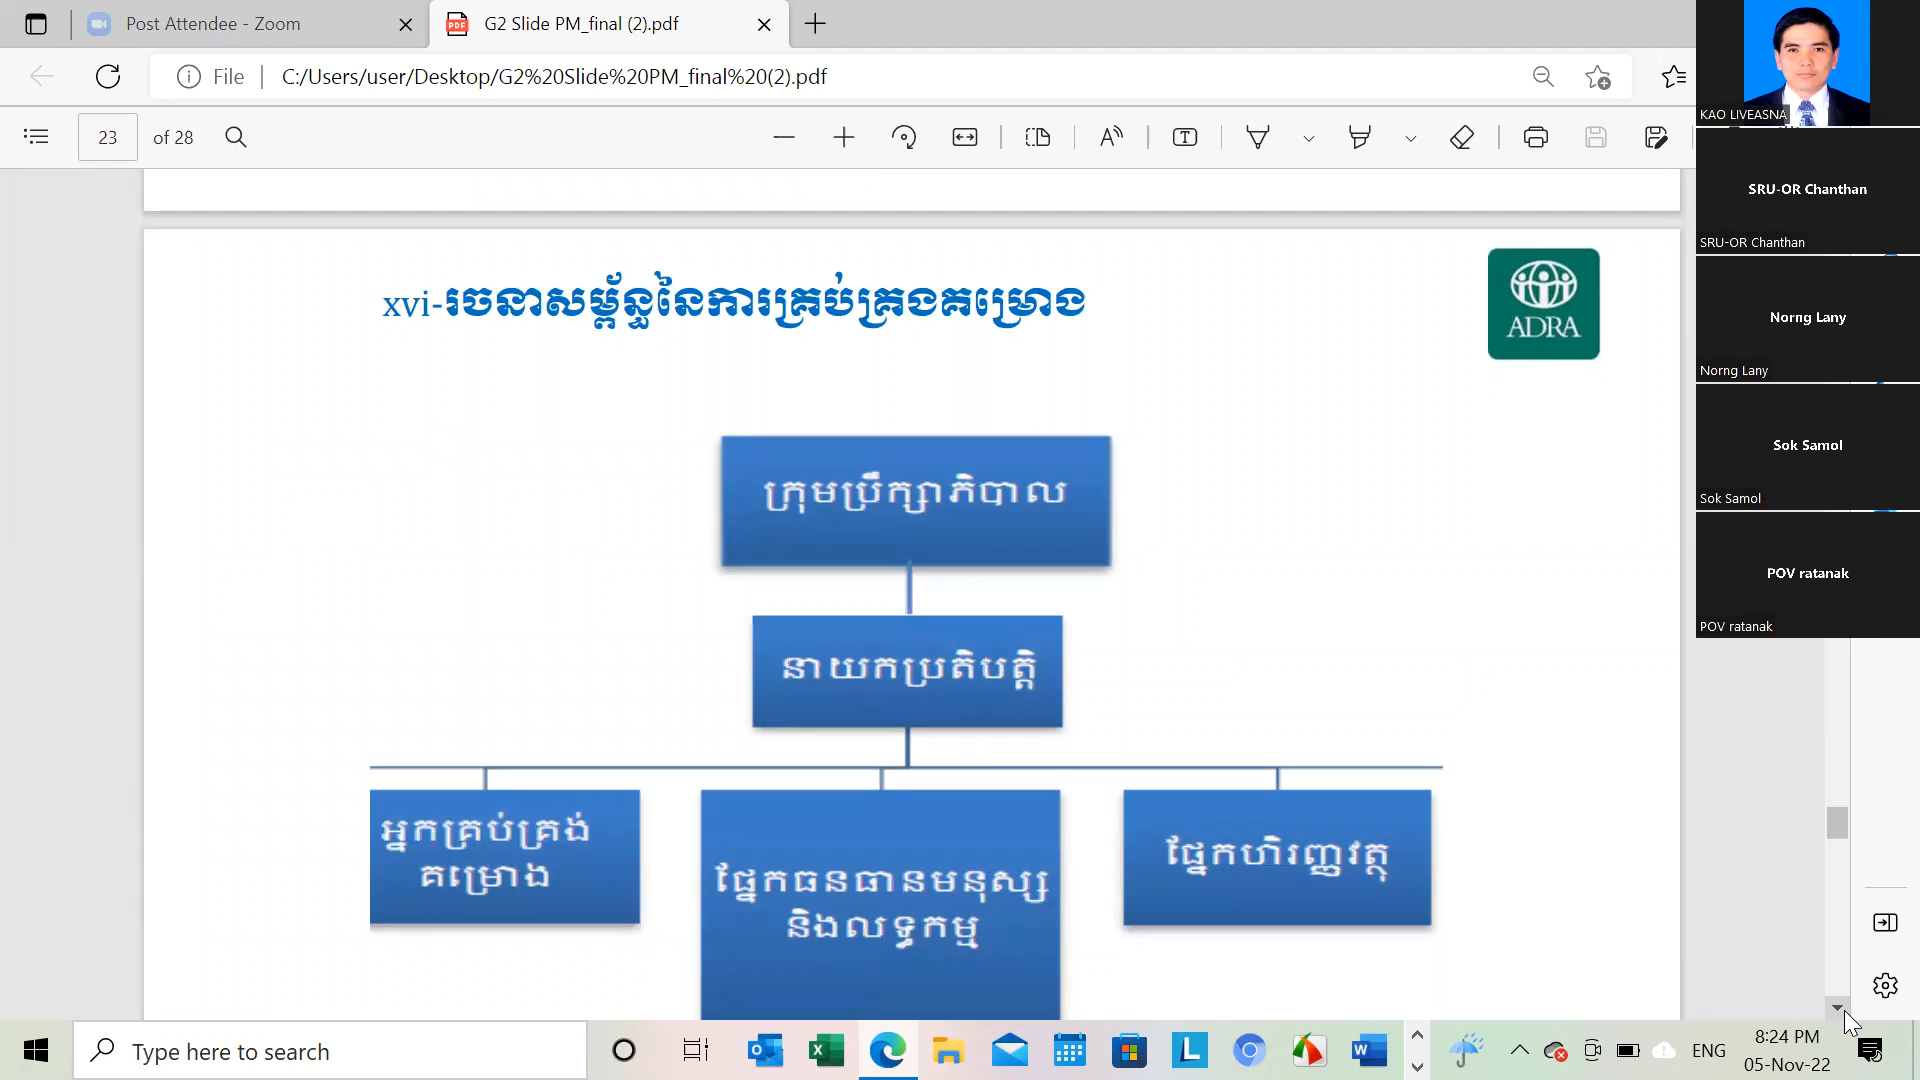 Post Attendee - Zoom
G2 Slide PM_final (2).pdf
File
C:/Users/user/Desktop/G2%20Slide%20PM_final%20(2).pdf
23
of 28
xvi-រចនាសម្ព័ន្ធនៃការគ្រប់គ្រងគម្រោង
ADRA
ក្រុមប្រឹក្សាភិបាល
នាយកប្រតិបត្តិ
អ្នកគ្រប់គ្រង់
គម្រោង
ផ្នែកធនធានមនុស្ស
និងលទ្ធកម្ម
ផ្នែកហិរញ្ញវត្ថុ
KAO LIVEASNA
SRU-OR Chanthan
SRU-OR Chanthan
Norng Lany
Norng Lany
Sok Samol
Sok Samol
POV ratanak
POV ratanak
Type here to search
ENG
8:24 PM
05-Nov-22